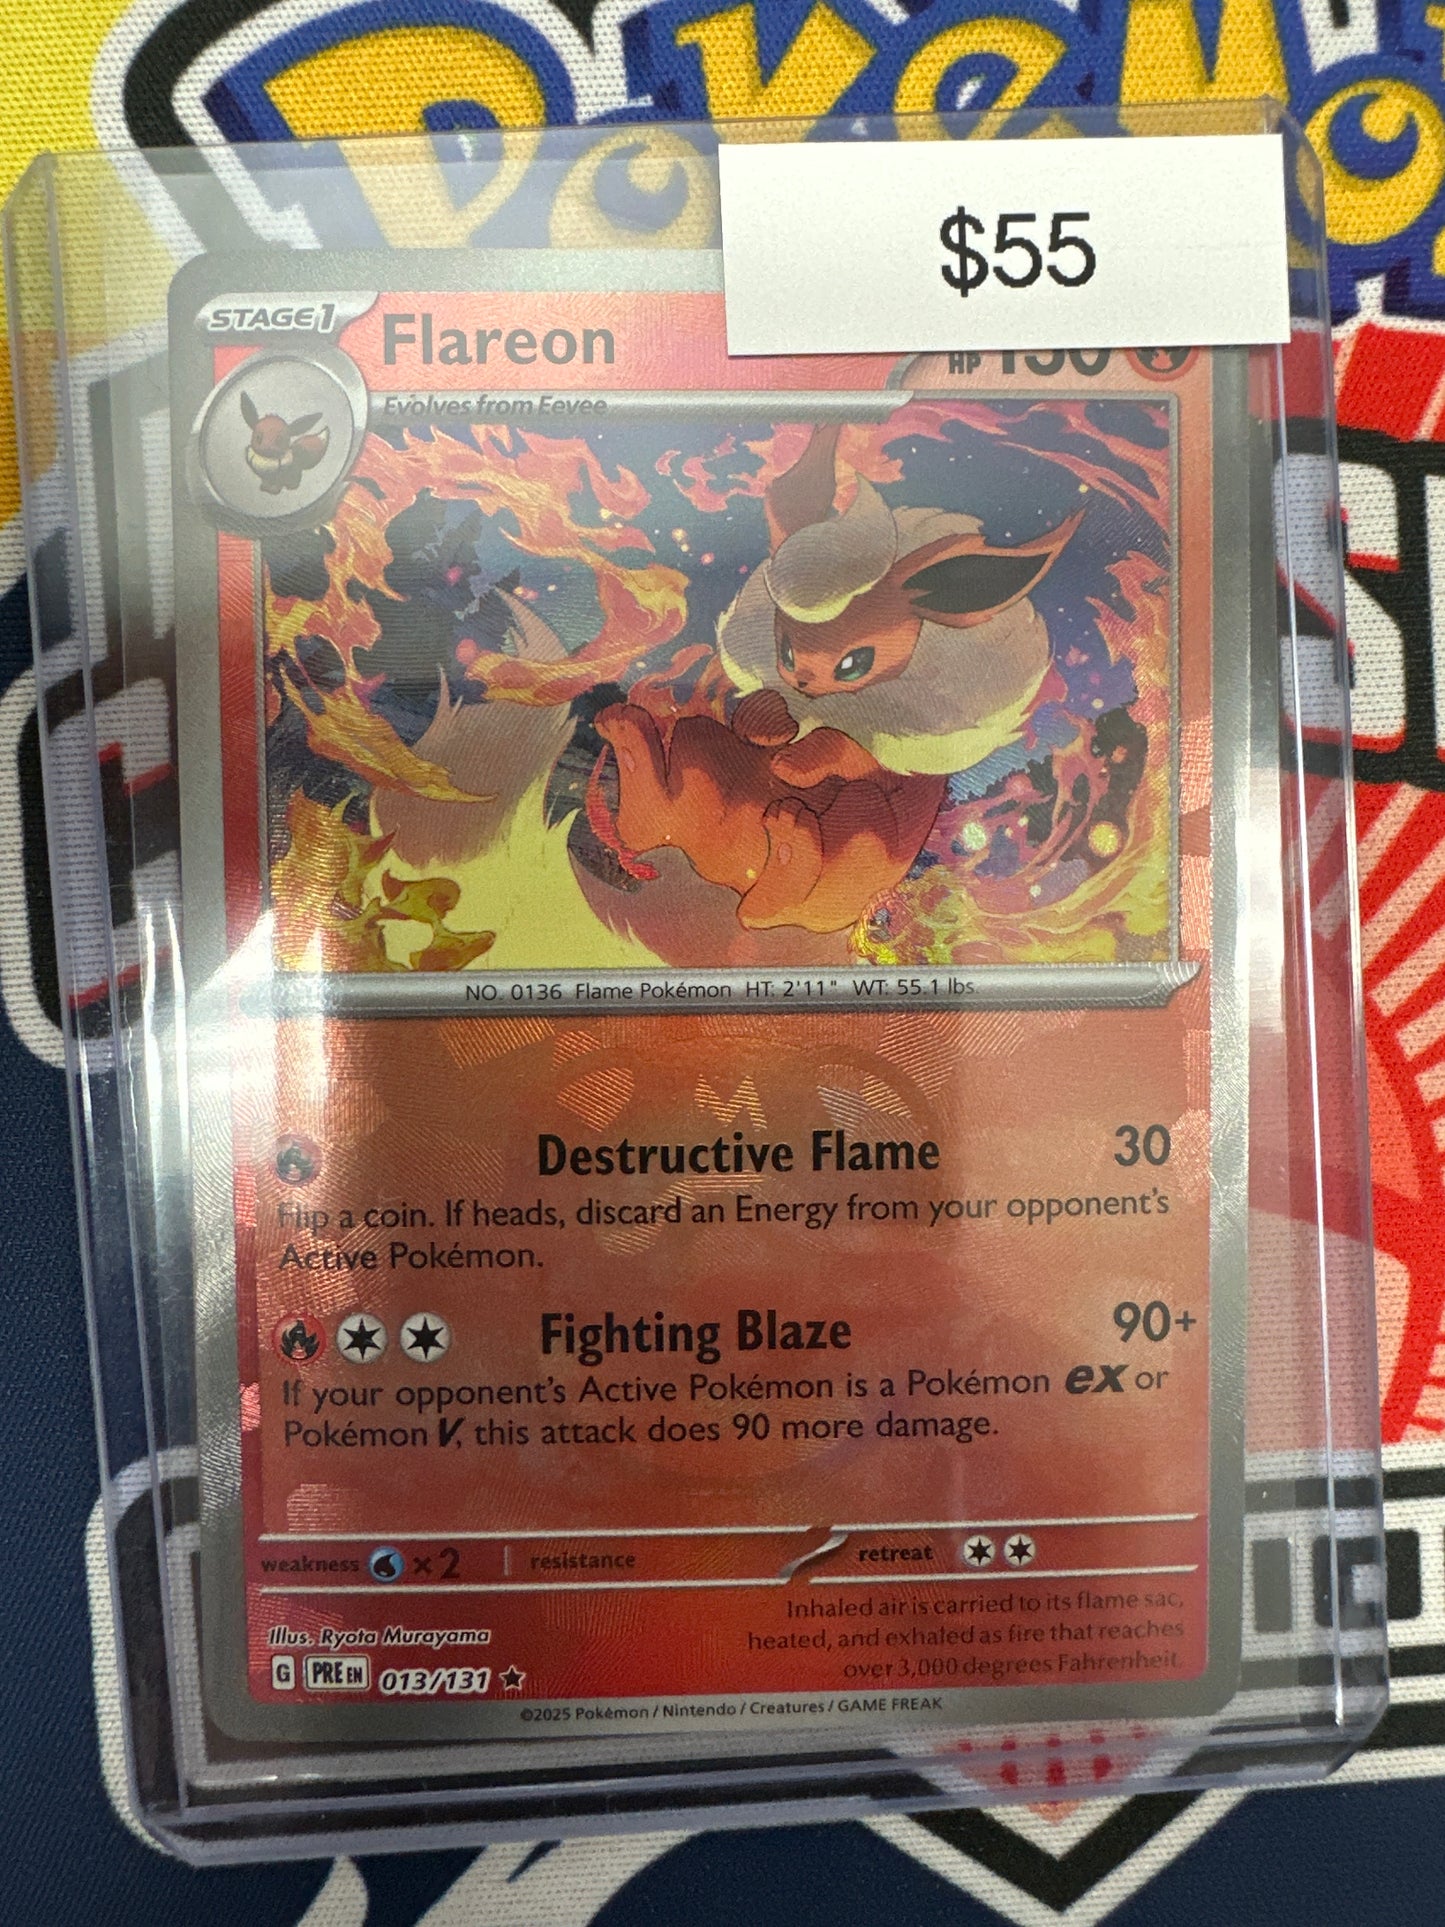 POKéMO
$55
STAGE 1 Flareon HP 130
Evolves from Eevee
NO. 0136 Flame Pokémon HT: 2'11" WT: 55.1 lbs.
Destructive Flame 30
Flip a coin. If heads, discard an Energy from your opponent's
Active Pokémon.
Fighting Blaze 90+
If your opponent's Active Pokémon is a Pokémon ex or
Pokémon V, this attack does 90 more damage.
weakness ×2 resistance retreat
Inhaled air is carried to its flame sac,
heated, and exhaled as fire that reaches
over 3,000 degrees Fahrenheit.
Illus. Ryota Murayama
G PRE EN 013/131
©2025 Pokémon / Nintendo / Creatures / GAME FREAK